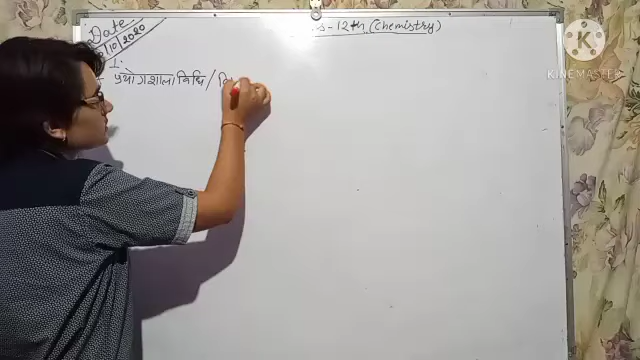 Date
/10/2020
s-12th (Chemistry)
1.
प्रयोगशाला विधि / वि
KINEMASTER